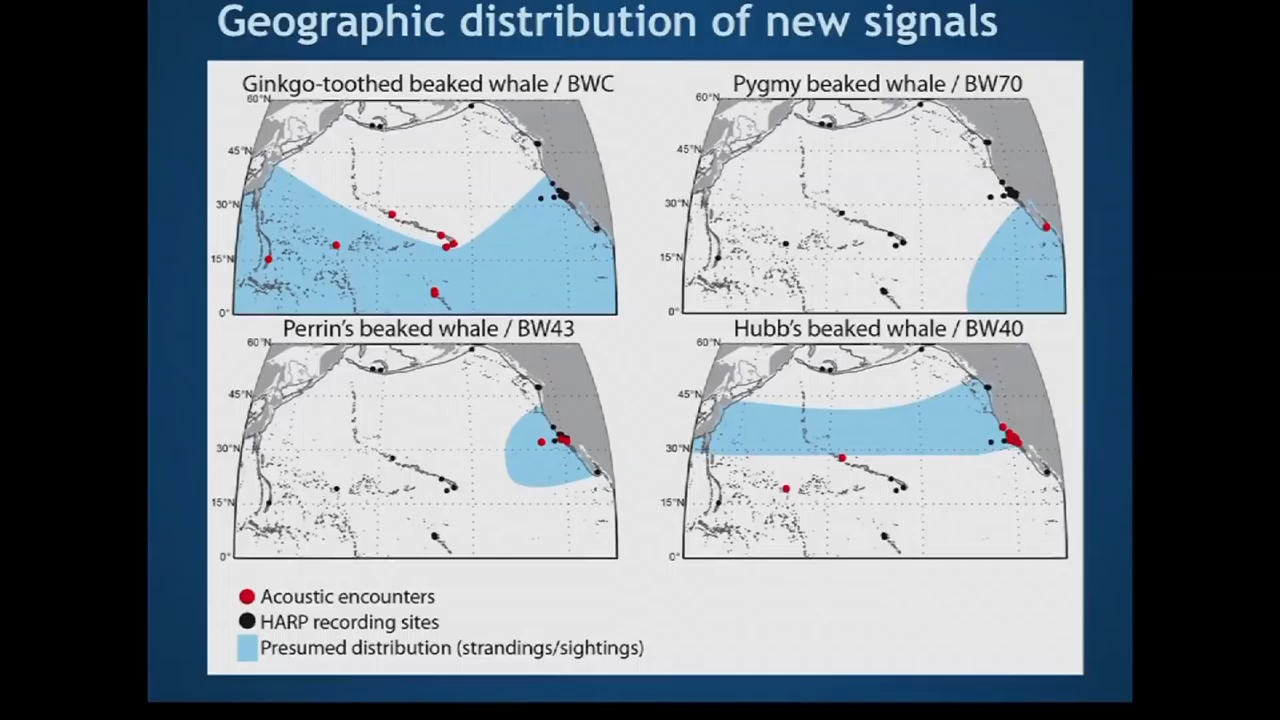 Geographic distribution of new signals
Ginkgo-toothed beaked whale / BWC
60°N
45°N
30°N
15°N
0°
Pygmy beaked whale / BW70
60°N
45°N
30°N
15°N
0°
Perrin's beaked whale / BW43
60°N
45°N
30°N
15°N
0°
Hubb's beaked whale / BW40
60°N
45°N
30°N
15°N
0°
Acoustic encounters
HARP recording sites
Presumed distribution (strandings/sightings)